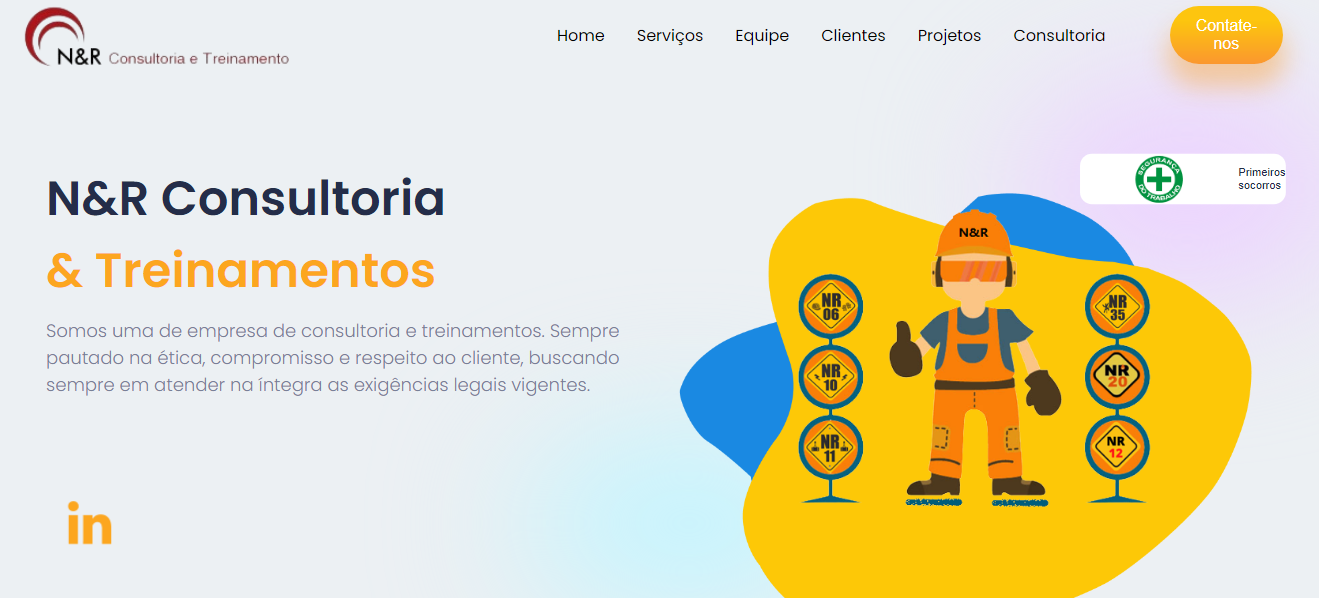 N&R Consultoria e Treinamento
Home Serviços Equipe Clientes Projetos Consultoria
Contate-
nos
SEGURANÇA
DO TRABALHO
Primeiros
socorros
N&R Consultoria
& Treinamentos
Somos uma de empresa de consultoria e treinamentos. Sempre
pautado na ética, compromisso e respeito ao cliente, buscando
sempre em atender na íntegra as exigências legais vigentes.
in
N&R
NR
06
NR
10
NR
11
NR
35
NR
20
NR
12